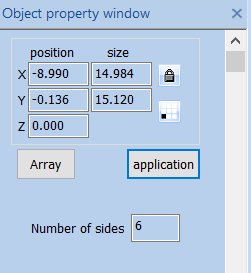 Object property window
position size
X -8.990 14.984
Y -0.136 15.120
Z 0.000
Array application
Number of sides 6